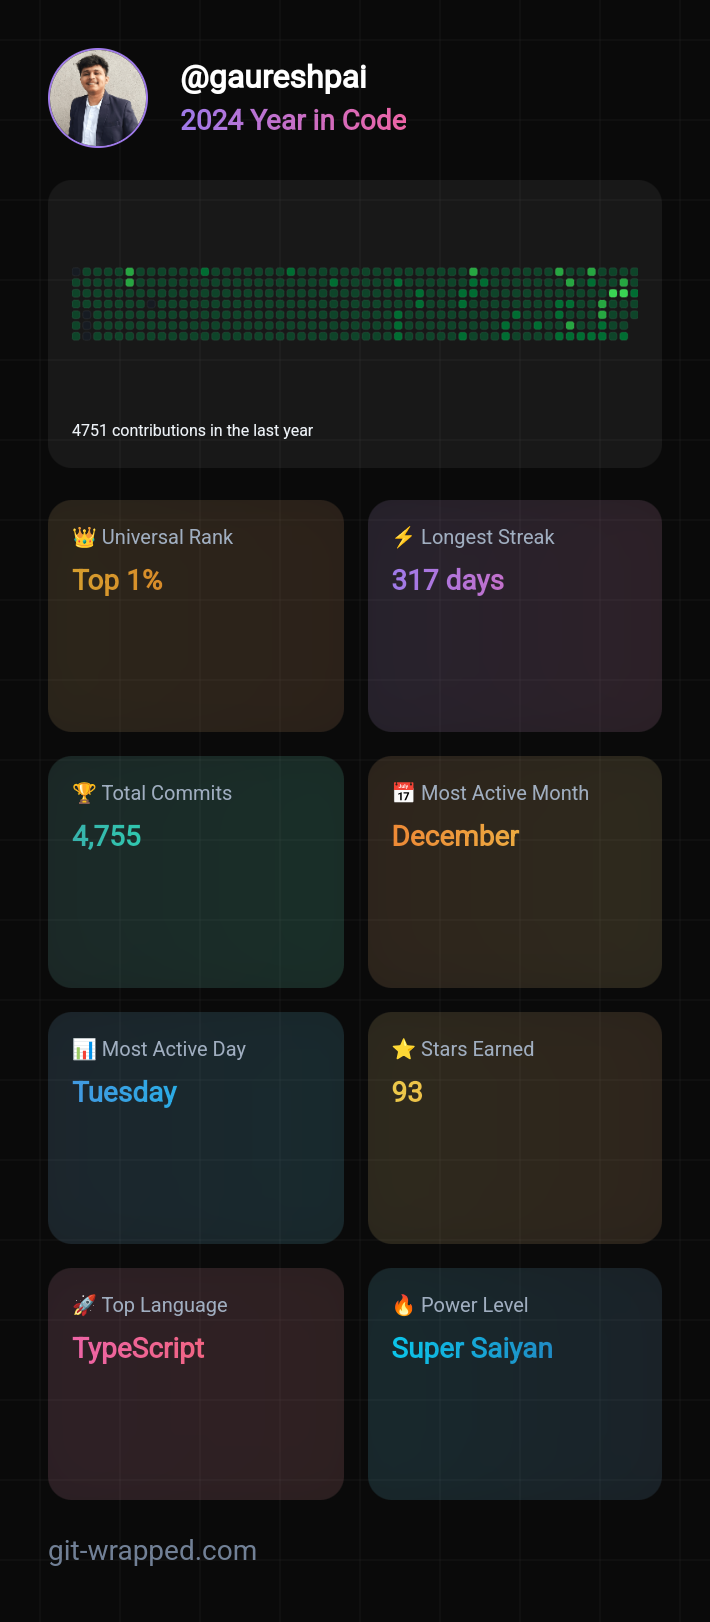 @gaureshpai
2024 Year in Code
4751 contributions in the last year
👑 Universal Rank
Top 1%
⚡ Longest Streak
317 days
🏆 Total Commits
4,755
📅 Most Active Month
December
📊 Most Active Day
Tuesday
⭐ Stars Earned
93
🚀 Top Language
TypeScript
🔥 Power Level
Super Saiyan
git-wrapped.com